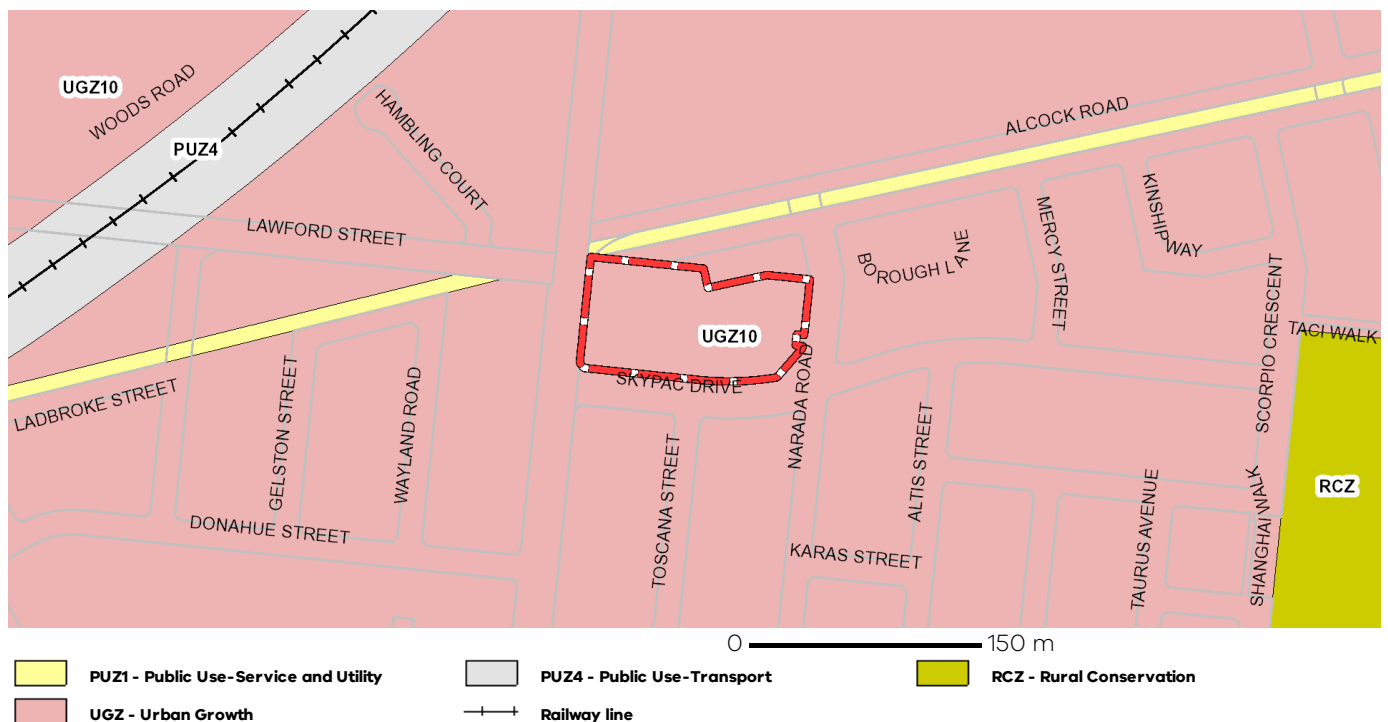 UGZ10
WOODS ROAD
PUZ4
HAMBLING COURT
LAWFORD STREET
ALCOCK ROAD
KINSHIP WAY
MERCY STREET
BOROUGH LANE
SCORPIO CRESCENT
TACI WALK
UGZ10
SKYPAC DRIVE
NARADA ROAD
LADBROKE STREET
GELSTON STREET
WAYLAND ROAD
DONAHUE STREET
TOSCANA STREET
ALTIS STREET
KARAS STREET
TAURUS AVENUE
SHANGHAI WALK
RCZ
0 150 m
PUZ1 - Public Use-Service and Utility
PUZ4 - Public Use-Transport
RCZ - Rural Conservation
UGZ - Urban Growth
Railway line